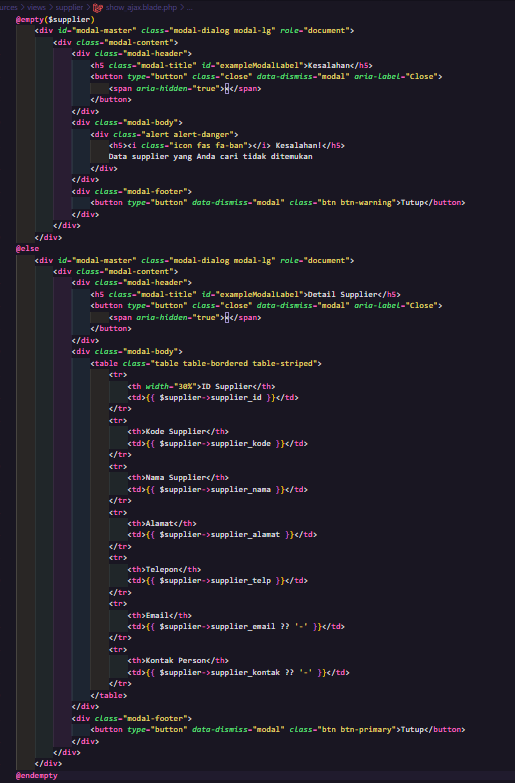 urces > views > supplier > show_ajax.blade.php > ...
@empty($supplier)
<div id="modal-master" class="modal-dialog modal-lg" role="document">
<div class="modal-content">
<div class="modal-header">
<h5 class="modal-title" id="exampleModalLabel">Kesalahan</h5>
<button type="button" class="close" data-dismiss="modal" aria-label="Close">
<span aria-hidden="true"></span>
</button>
</div>
<div class="modal-body">
<div class="alert alert-danger">
<h5><i class="icon fas fa-ban"></i> Kesalahan!</h5>
Data supplier yang Anda cari tidak ditemukan
</div>
</div>
<div class="modal-footer">
<button type="button" data-dismiss="modal" class="btn btn-warning">Tutup</button>
</div>
</div>
</div>
@else
<div id="modal-master" class="modal-dialog modal-lg" role="document">
<div class="modal-content">
<div class="modal-header">
<h5 class="modal-title" id="exampleModalLabel">Detail Supplier</h5>
<button type="button" class="close" data-dismiss="modal" aria-label="Close">
<span aria-hidden="true"></span>
</button>
</div>
<div class="modal-body">
<table class="table table-bordered table-striped">
<tr>
<th width="30%">ID Supplier</th>
<td>{{ $supplier->supplier_id }}</td>
</tr>
<tr>
<th>Kode Supplier</th>
<td>{{ $supplier->supplier_kode }}</td>
</tr>
<tr>
<th>Nama Supplier</th>
<td>{{ $supplier->supplier_nama }}</td>
</tr>
<tr>
<th>Alamat</th>
<td>{{ $supplier->supplier_alamat }}</td>
</tr>
<tr>
<th>Telepon</th>
<td>{{ $supplier->supplier_telp }}</td>
</tr>
<tr>
<th>Email</th>
<td>{{ $supplier->supplier_email ?? '-' }}</td>
</tr>
<tr>
<th>Kontak Person</th>
<td>{{ $supplier->supplier_kontak ?? '-' }}</td>
</tr>
</table>
</div>
<div class="modal-footer">
<button type="button" data-dismiss="modal" class="btn btn-primary">Tutup</button>
</div>
</div>
</div>
@endempty